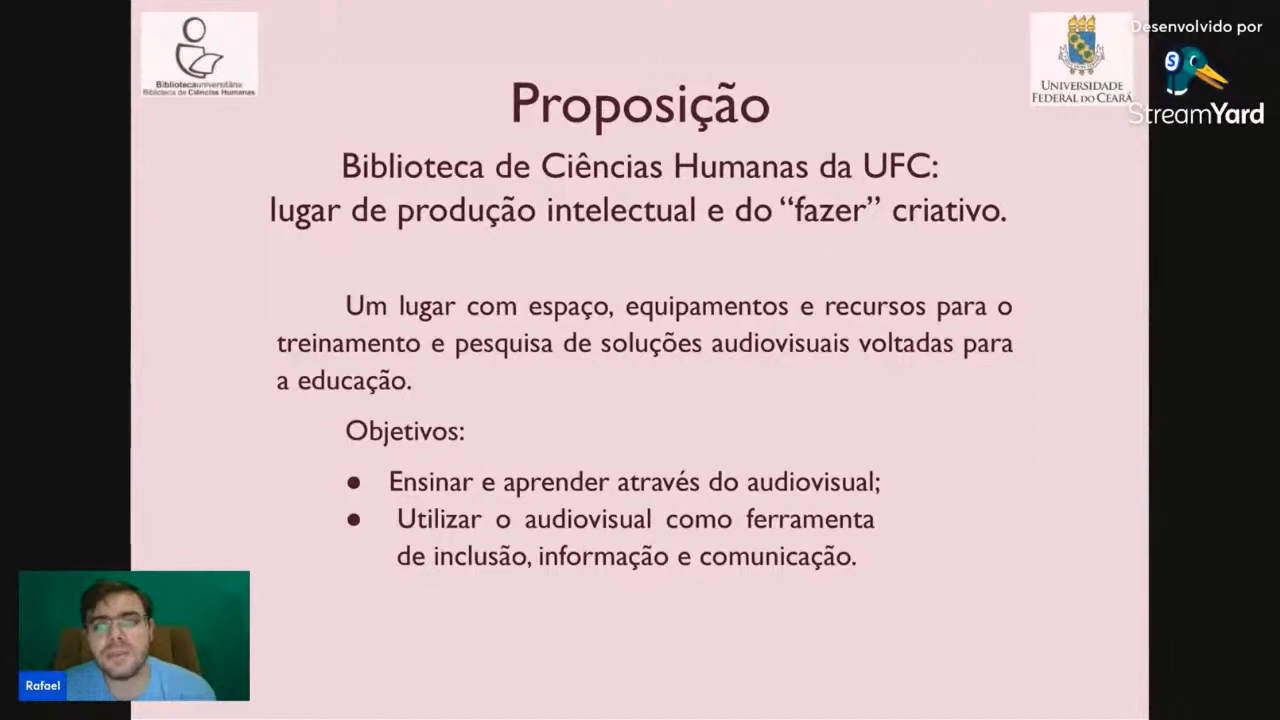 Bibliotecauniversitária
Biblioteca de Ciências Humanas
UNIVERSIDADE
FEDERAL DO CEARÁ
Desenvolvido por
StreamYard
Proposição
Biblioteca de Ciências Humanas da UFC:
lugar de produção intelectual e do “fazer” criativo.
Um lugar com espaço, equipamentos e recursos para o
treinamento e pesquisa de soluções audiovisuais voltadas para
a educação.
Objetivos:
● Ensinar e aprender através do audiovisual;
● Utilizar o audiovisual como ferramenta
de inclusão, informação e comunicação.
Rafael